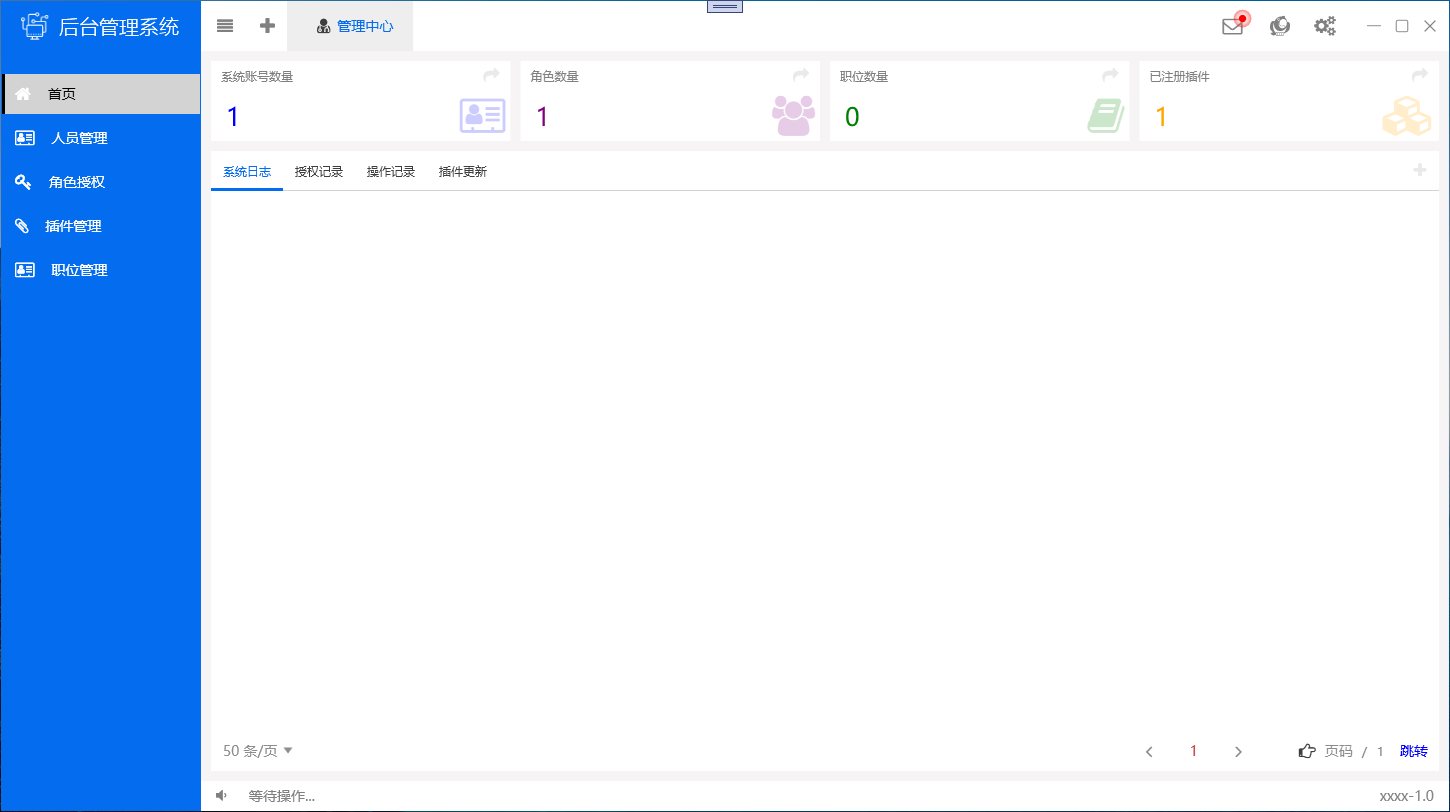 后台管理系统
管理中心
首页
人员管理
角色授权
插件管理
职位管理
系统账号数量
1
角色数量
1
职位数量
0
已注册插件
1
系统日志 授权记录 操作记录 插件更新
50 条/页
1
页码 / 1 跳转
等待操作...
xxxx-1.0